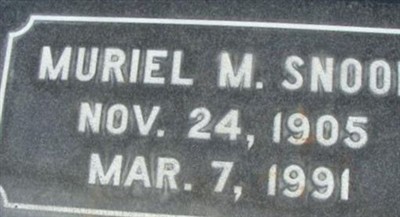 MURIEL M.
NOV. 24, 1905
MAR. 7, 1991